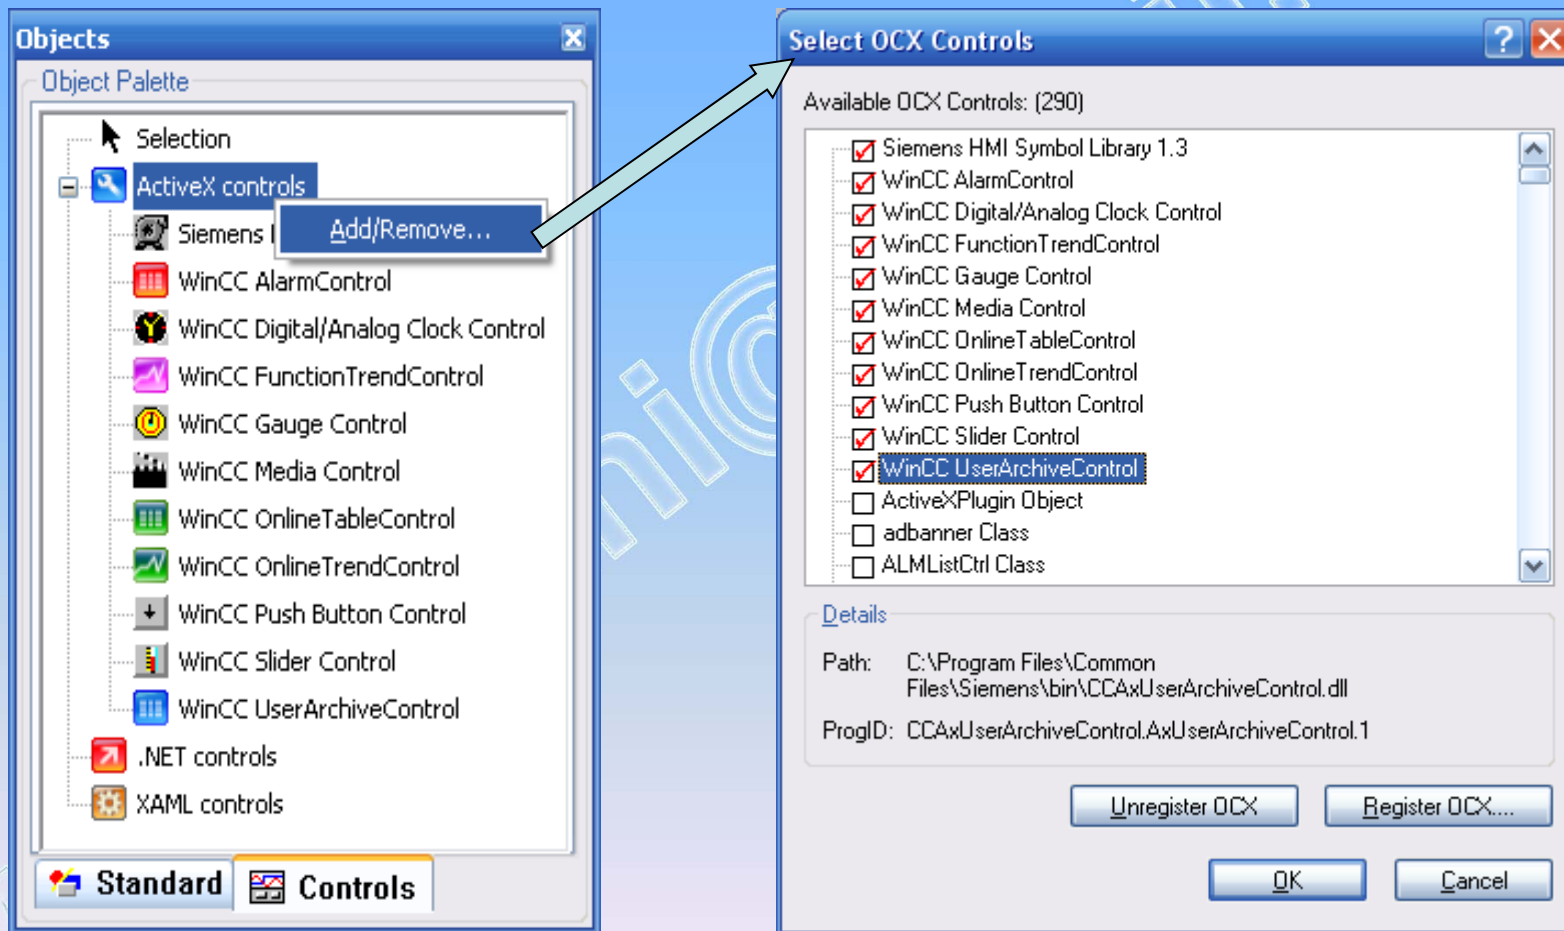 Objects
Object Palette
Selection
ActiveX controls
Siemens
Add/Remove...
WinCC AlarmControl
WinCC Digital/Analog Clock Control
WinCC FunctionTrendControl
WinCC Gauge Control
WinCC Media Control
WinCC OnlineTableControl
WinCC OnlineTrendControl
WinCC Push Button Control
WinCC Slider Control
WinCC UserArchiveControl
.NET controls
XAML controls
Standard
Controls
Select OCX Controls
Available OCX Controls: (290)
Siemens HMI Symbol Library 1.3
WinCC AlarmControl
WinCC Digital/Analog Clock Control
WinCC FunctionTrendControl
WinCC Gauge Control
WinCC Media Control
WinCC OnlineTableControl
WinCC OnlineTrendControl
WinCC Push Button Control
WinCC Slider Control
WinCC UserArchiveControl
ActiveXPlugin Object
adbanner Class
ALMListCtrl Class
Details
Path: C:\Program Files\Common
Files\Siemens\bin\CCAxUserArchiveControl.dll
ProgID: CCAxUserArchiveControl.AxUserArchiveControl.1
Unregister OCX
Register OCX....
OK
Cancel